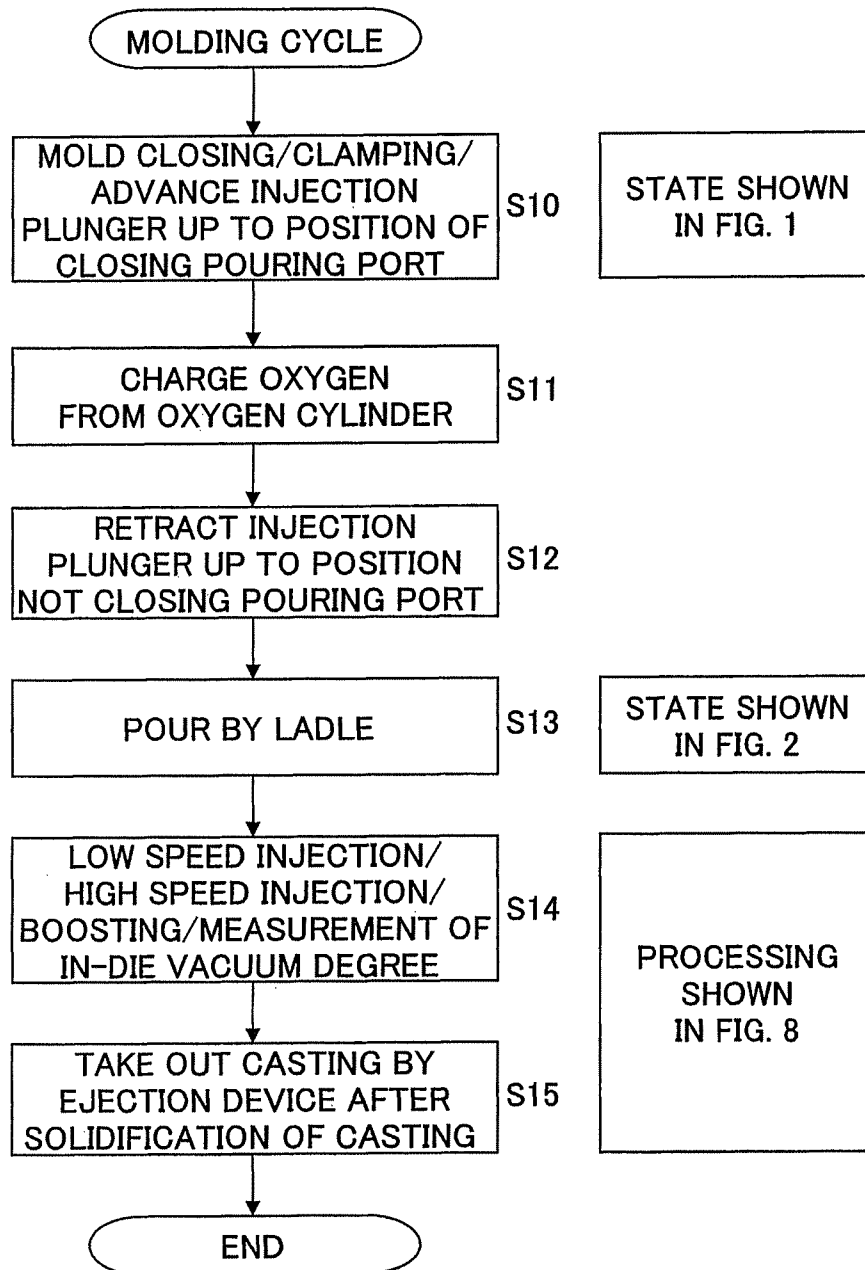 MOLDING CYCLE
MOLD CLOSING/CLAMPING/
ADVANCE INJECTION
PLUNGER UP TO POSITION OF
CLOSING POURING PORT
S10
STATE SHOWN
IN FIG. 1
CHARGE OXYGEN
FROM OXYGEN CYLINDER
S11
RETRACT INJECTION
PLUNGER UP TO POSITION
NOT CLOSING POURING PORT
S12
POUR BY LADLE
S13
STATE SHOWN
IN FIG. 2
LOW SPEED INJECTION/
HIGH SPEED INJECTION/
BOOSTING/MEASUREMENT OF
IN-DIE VACUUM DEGREE
S14
PROCESSING
SHOWN
IN FIG. 8
TAKE OUT CASTING BY
EJECTION DEVICE AFTER
SOLIDIFICATION OF CASTING
S15
END